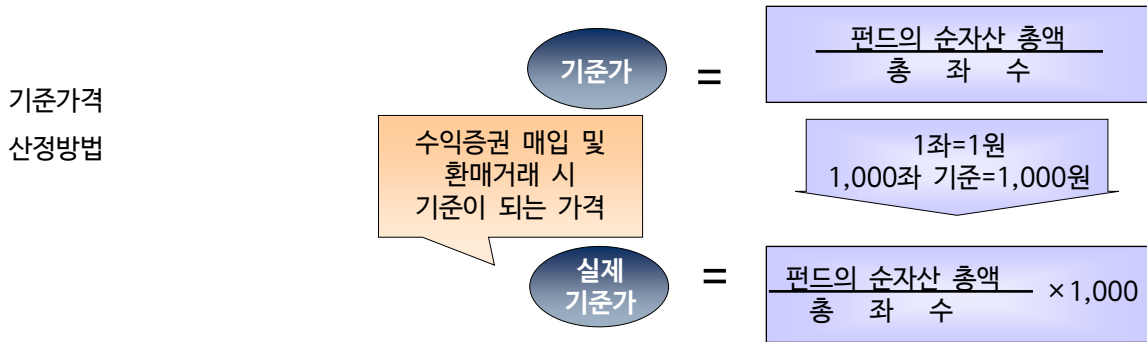 기준가격
산정방법
기준가
=
펀드의 순자산 총액
총 좌 수
수익증권 매입 및
환매거래 시
기준이 되는 가격
1좌=1원
1,000좌 기준=1,000원
실제
기준가
=
펀드의 순자산 총액
총 좌 수
×1,000